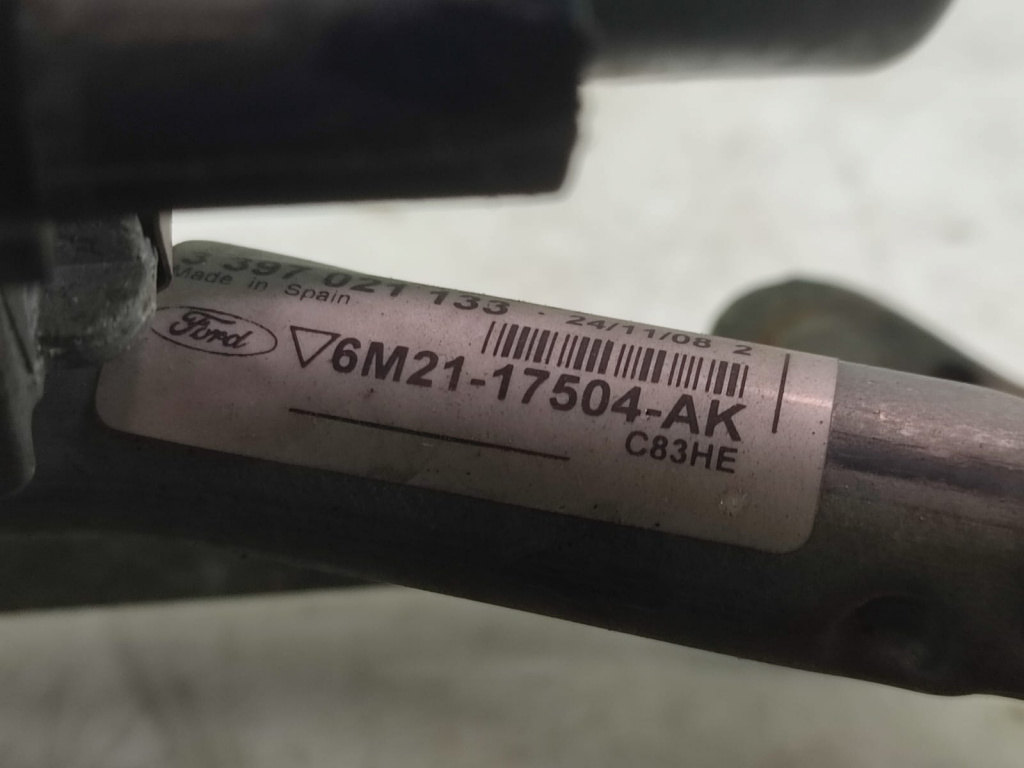 3 397 021 133 · 24/11/08 2
Made in Spain
Ford
▽6M21-17504-AK
C83HE